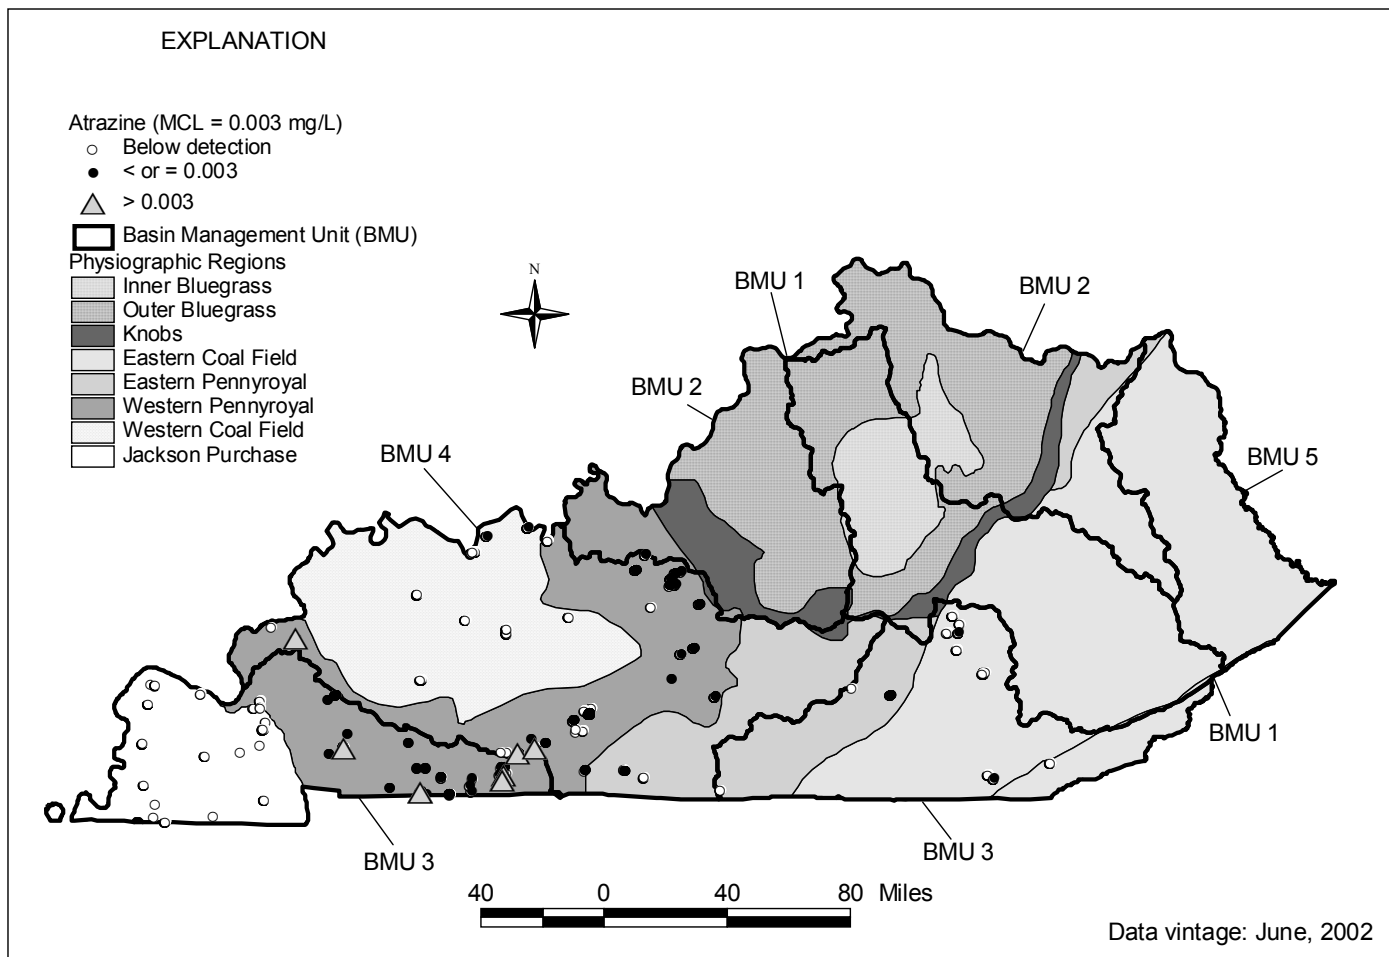 EXPLANATION
Atrazine (MCL = 0.003 mg/L)
Below detection
< or = 0.003
> 0.003
Basin Management Unit (BMU)
Physiographic Regions
Inner Bluegrass
Outer Bluegrass
Knobs
Eastern Coal Field
Eastern Pennyroyal
Western Pennyroyal
Western Coal Field
Jackson Purchase
N
BMU 1
BMU 2
BMU 2
BMU 4
BMU 5
BMU 1
BMU 3
BMU 3
40 0 40 80 Miles
Data vintage: June, 2002